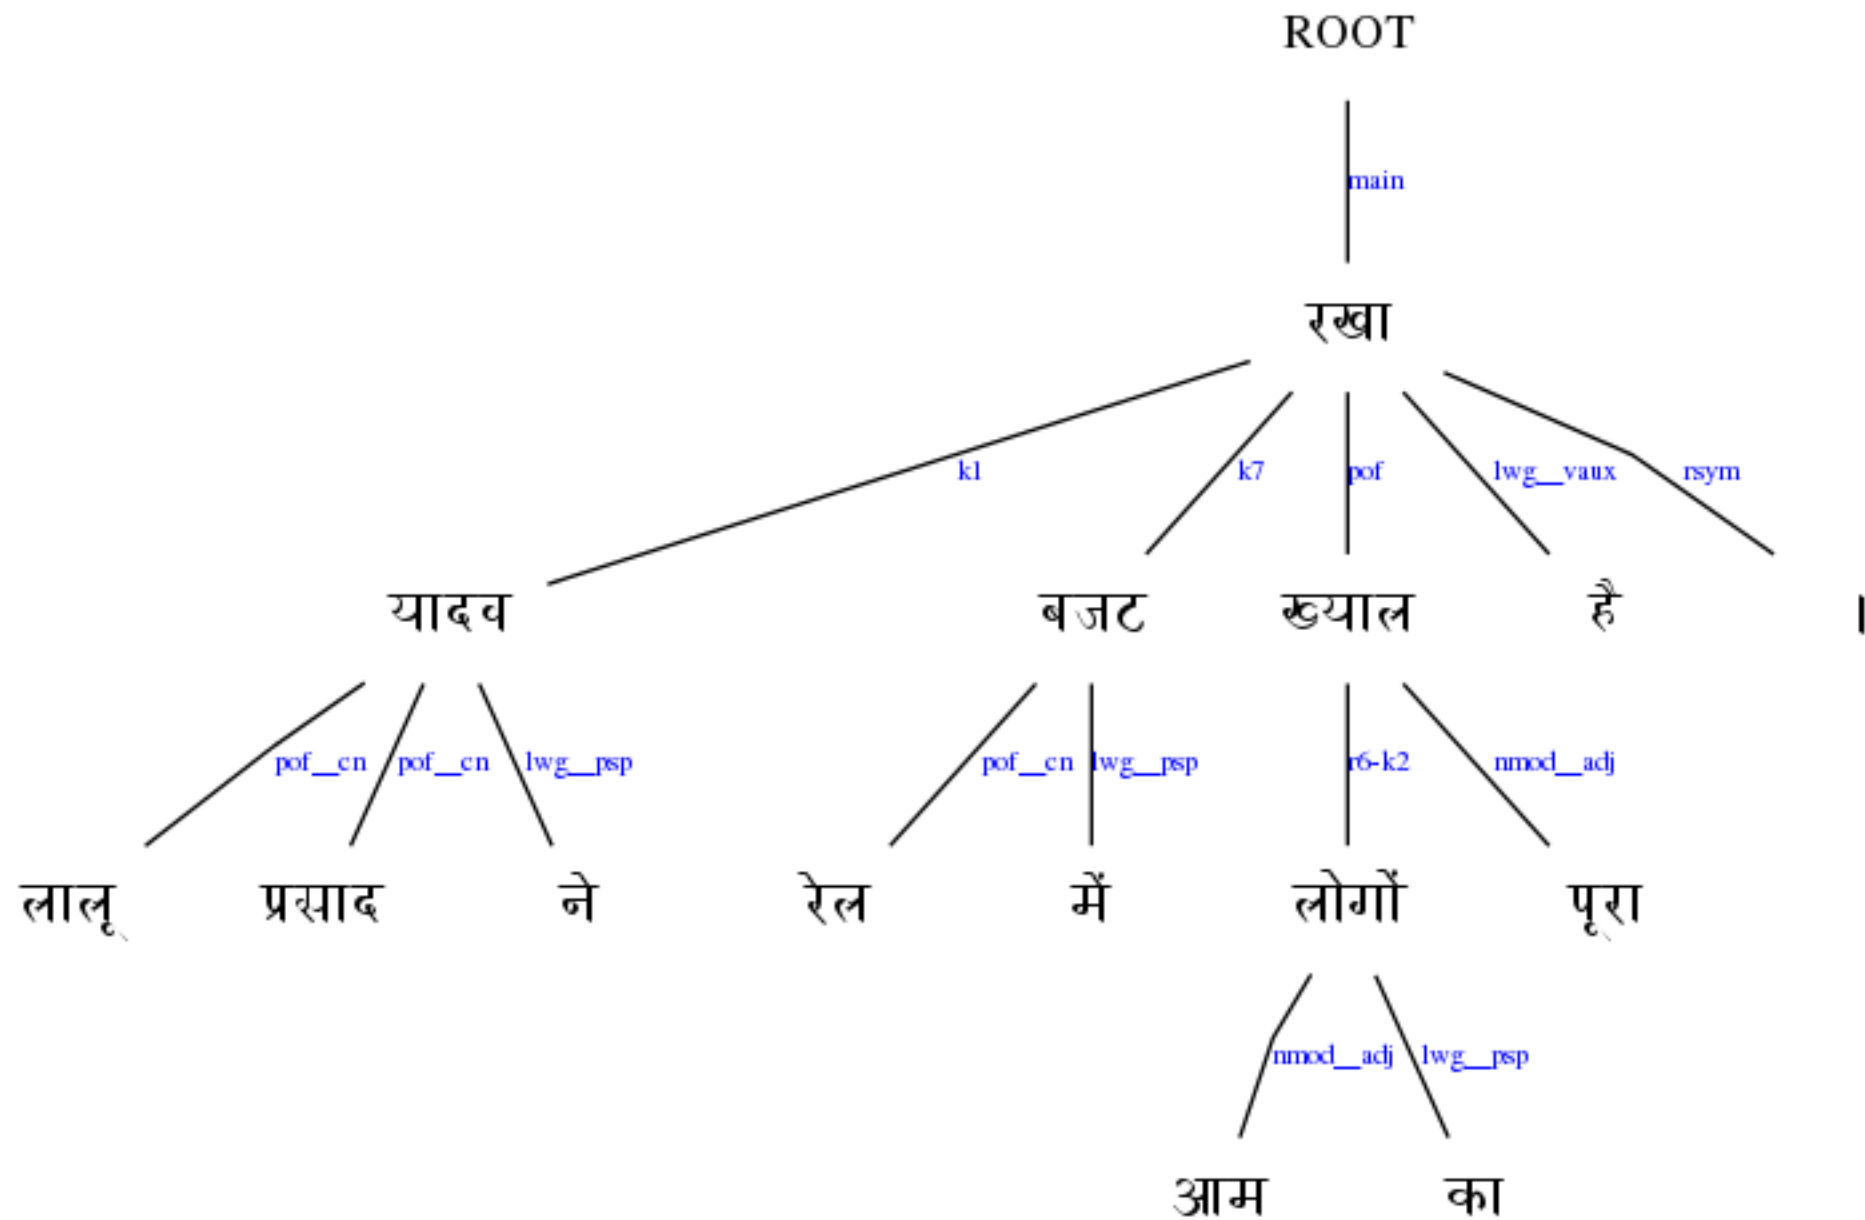 ROOT
main
रखा
k1 k7 pof lwg__vaux rsym
यादव बजट ख्याल है ।
pof__cn pof__cn lwg__psp pof__cn lwg__psp r6-k2 nmod__adj
लालू प्रसाद ने रेल में लोगों पूरा
nmod__adj lwg__psp
आम का